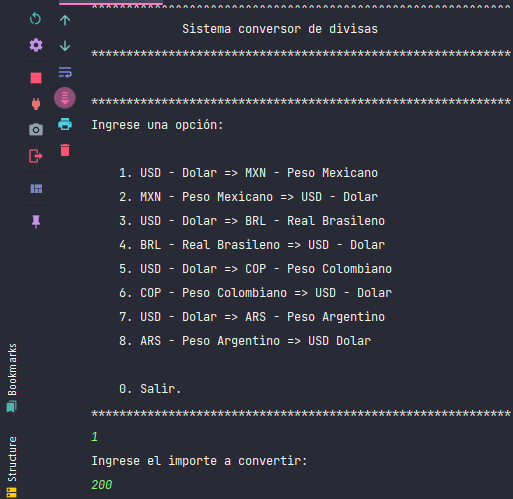 Sistema conversor de divisas
************************************************************
************************************************************
Ingrese una opción:
1. USD - Dolar => MXN - Peso Mexicano
2. MXN - Peso Mexicano => USD - Dolar
3. USD - Dolar => BRL - Real Brasileno
4. BRL - Real Brasileno => USD - Dolar
5. USD - Dolar => COP - Peso Colombiano
6. COP - Peso Colombiano => USD - Dolar
7. USD - Dolar => ARS - Peso Argentino
8. ARS - Peso Argentino => USD Dolar
0. Salir.
************************************************************
1
Ingrese el importe a convertir:
200
Bookmarks
Structure